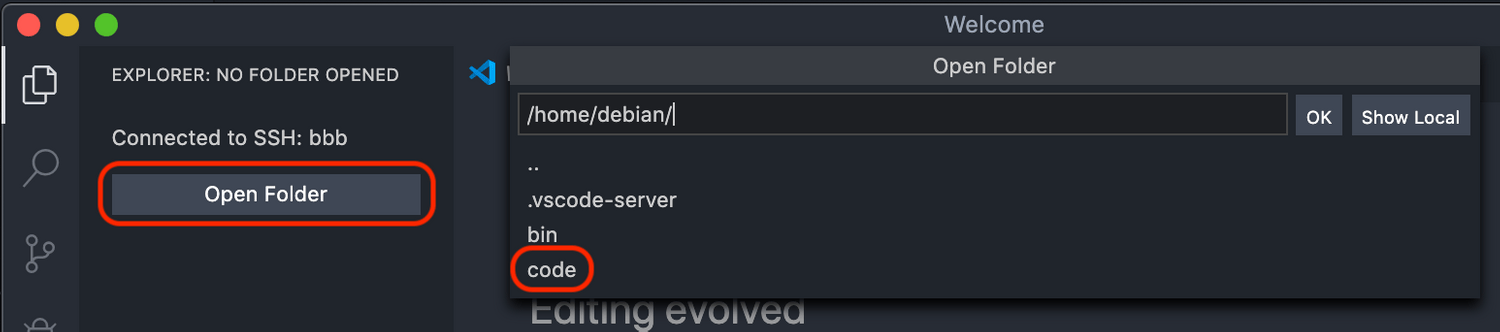 Welcome
EXPLORER: NO FOLDER OPENED
Connected to SSH: bbb
Open Folder
Open Folder
/home/debian/
OK
Show Local
..
.vscode-server
bin
code
Editing evolved